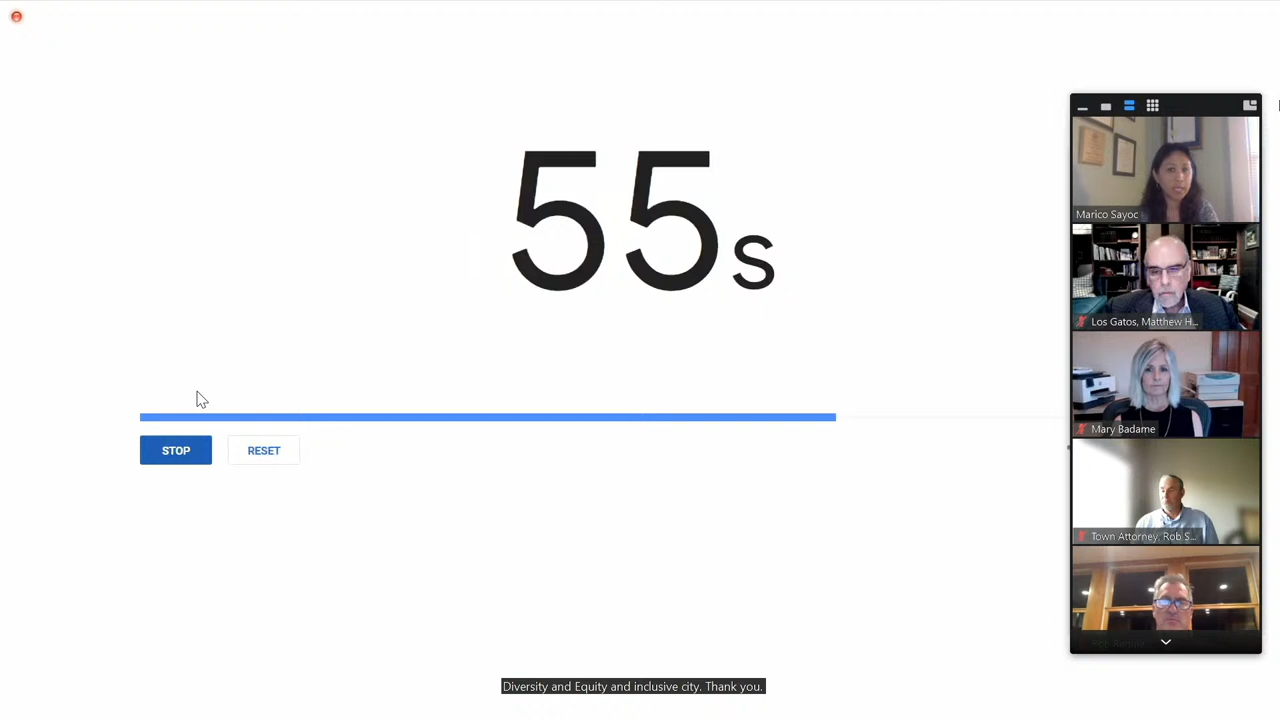 55s
STOP
RESET
Marico Sayoc
Los Gatos, Matthew H...
Mary Badame
Town Attorney, Rob S...
Diversity and Equity and inclusive city. Thank you.